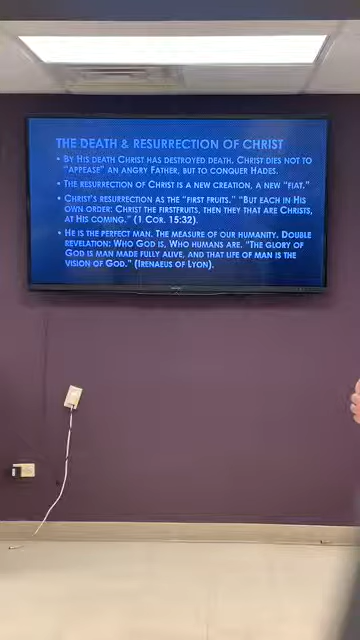 THE DEATH & RESURRECTION OF CHRIST
• BY HIS DEATH CHRIST HAS DESTROYED DEATH. CHRIST DIES NOT TO
"APPEASE" AN ANGRY FATHER, BUT TO CONQUER HADES.
• THE RESURRECTION OF CHRIST IS A NEW CREATION, A NEW "FIAT."
• CHRIST'S RESURRECTION AS THE "FIRST FRUITS." "BUT EACH IN HIS
OWN ORDER: CHRIST THE FIRSTFRUITS, THEN THEY THAT ARE CHRISTS,
AT HIS COMING." (1 COR. 15:32).
• HE IS THE PERFECT MAN. THE MEASURE OF OUR HUMANITY. DOUBLE
REVELATION: WHO GOD IS, WHO HUMANS ARE. "THE GLORY OF
GOD IS MAN MADE FULLY ALIVE, AND THAT LIFE OF MAN IS THE
VISION OF GOD." (IRENAEUS OF LYON).